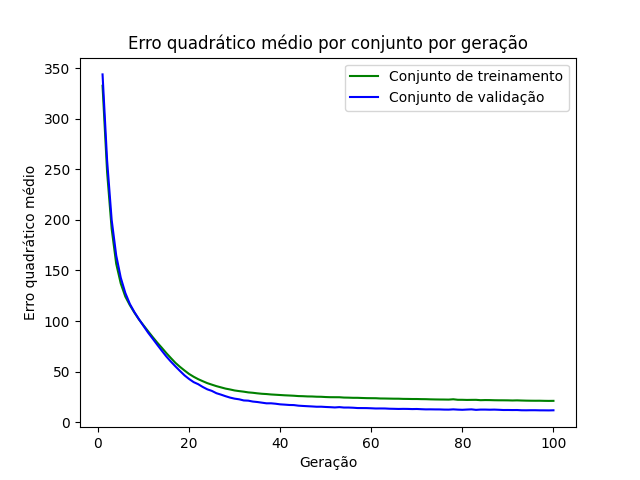 Erro quadrático médio por conjunto por geração
Conjunto de treinamento
Conjunto de validação
Erro quadrático médio
350
300
250
200
150
100
50
0
0 20 40 60 80 100
Geração